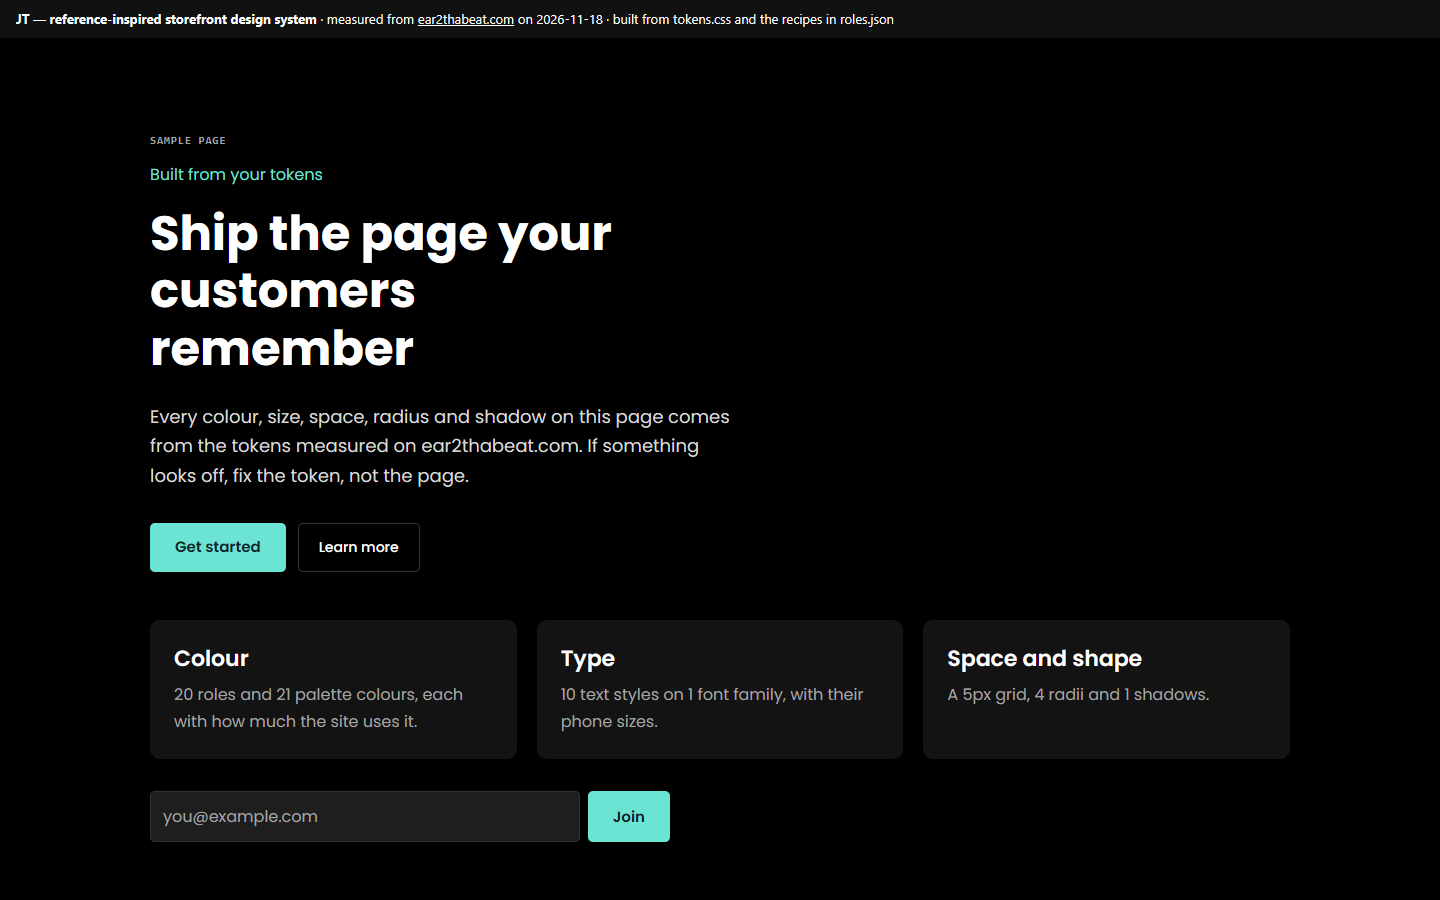 JT — reference-inspired storefront design system · measured from ear2thabeat.com on 2026-11-18 · built from tokens.css and the recipes in roles.json
SAMPLE PAGE
Built from your tokens
Ship the page your
customers
remember
Every colour, size, space, radius and shadow on this page comes
from the tokens measured on ear2thabeat.com. If something
looks off, fix the token, not the page.
Get started
Learn more
Colour
20 roles and 21 palette colours, each
with how much the site uses it.
Type
10 text styles on 1 font family, with their
phone sizes.
Space and shape
A 5px grid, 4 radii and 1 shadows.
you@example.com
Join